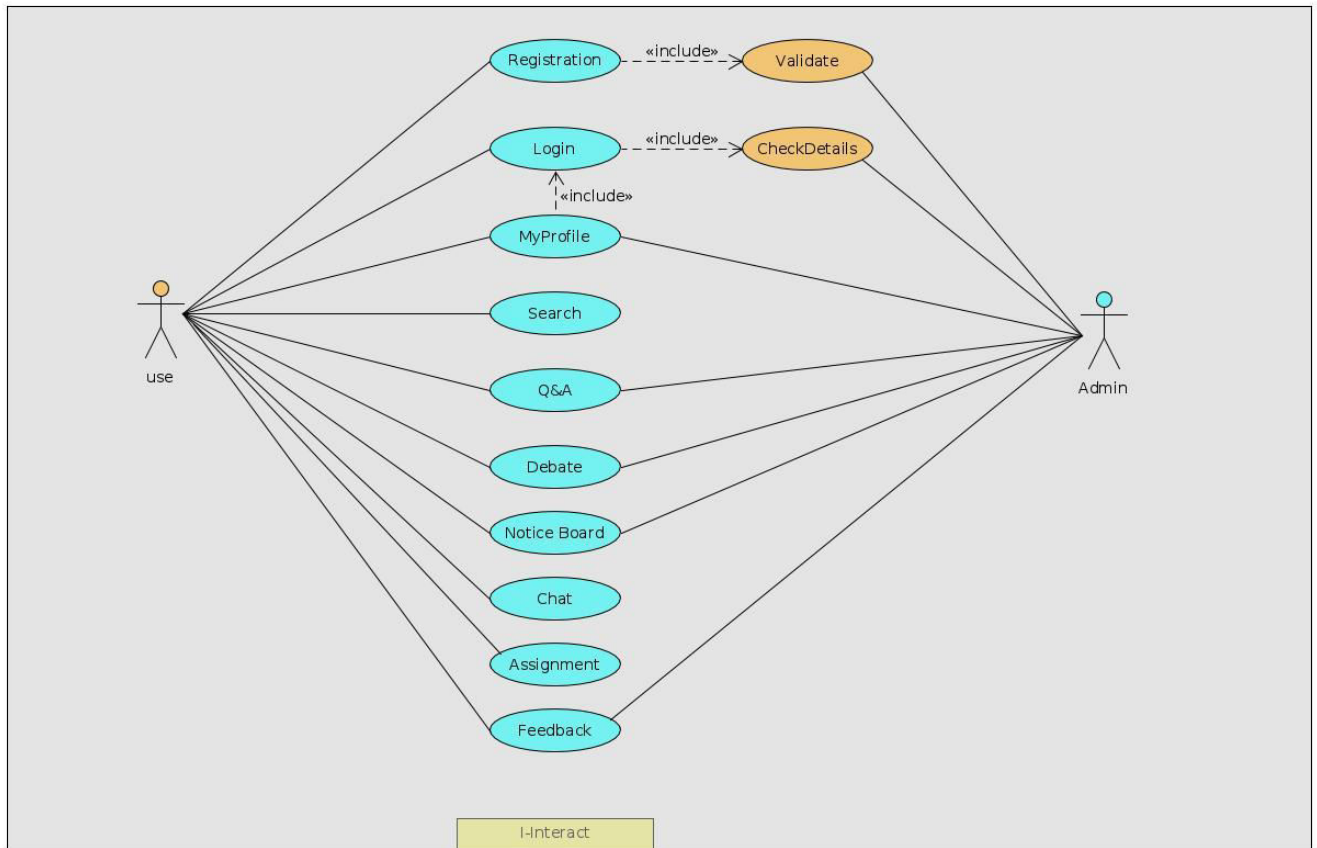 Registration
«include»
Validate
Login
«include»
CheckDetails
«include»
MyProfile
Search
use
Q&A
Admin
Debate
Notice Board
Chat
Assignment
Feedback
I-Interact